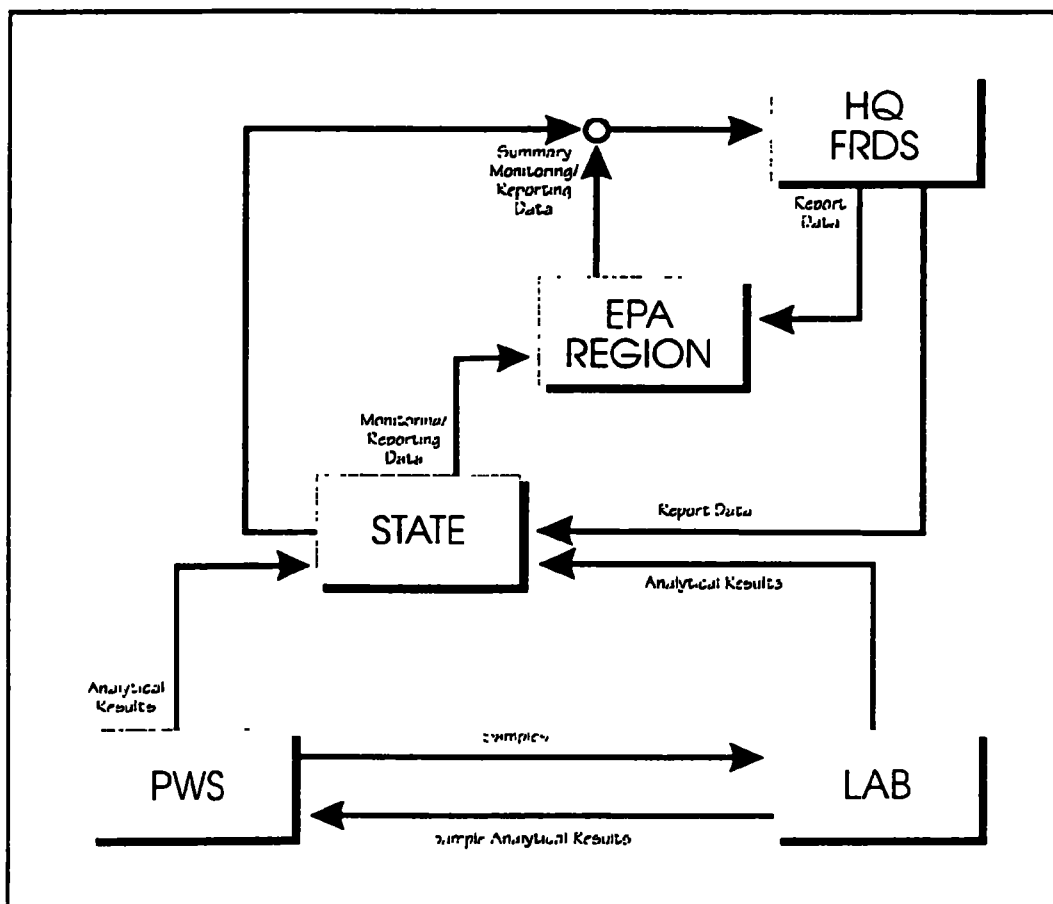 HQ
FRDS
Summary
Monitoring/
Reporting
Data
Report
Data
EPA
REGION
Monitoring/
Reporting
Data
STATE
Report Data
Analytical Results
Analytical
Results
Samples
PWS
LAB
Sample Analytical Results